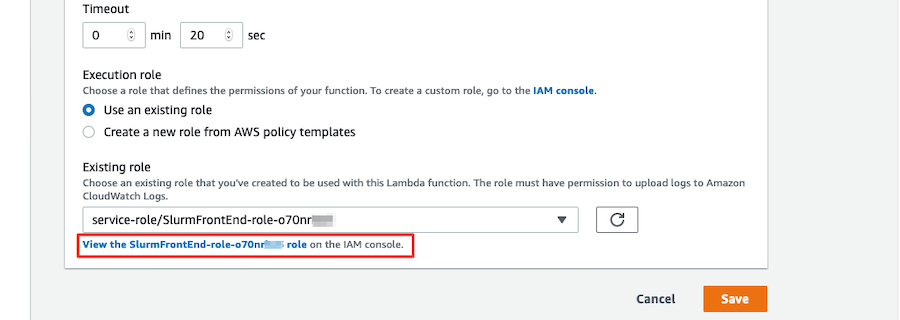 Timeout
0 min 20 sec
Execution role
Choose a role that defines the permissions of your function. To create a custom role, go to the IAM console.
Use an existing role
Create a new role from AWS policy templates
Existing role
Choose an existing role that you've created to be used with this Lambda function. The role must have permission to upload logs to Amazon
CloudWatch Logs.
service-role/SlurmFrontEnd-role-o70nr
View the SlurmFrontEnd-role-o70nr role on the IAM console.
Cancel Save